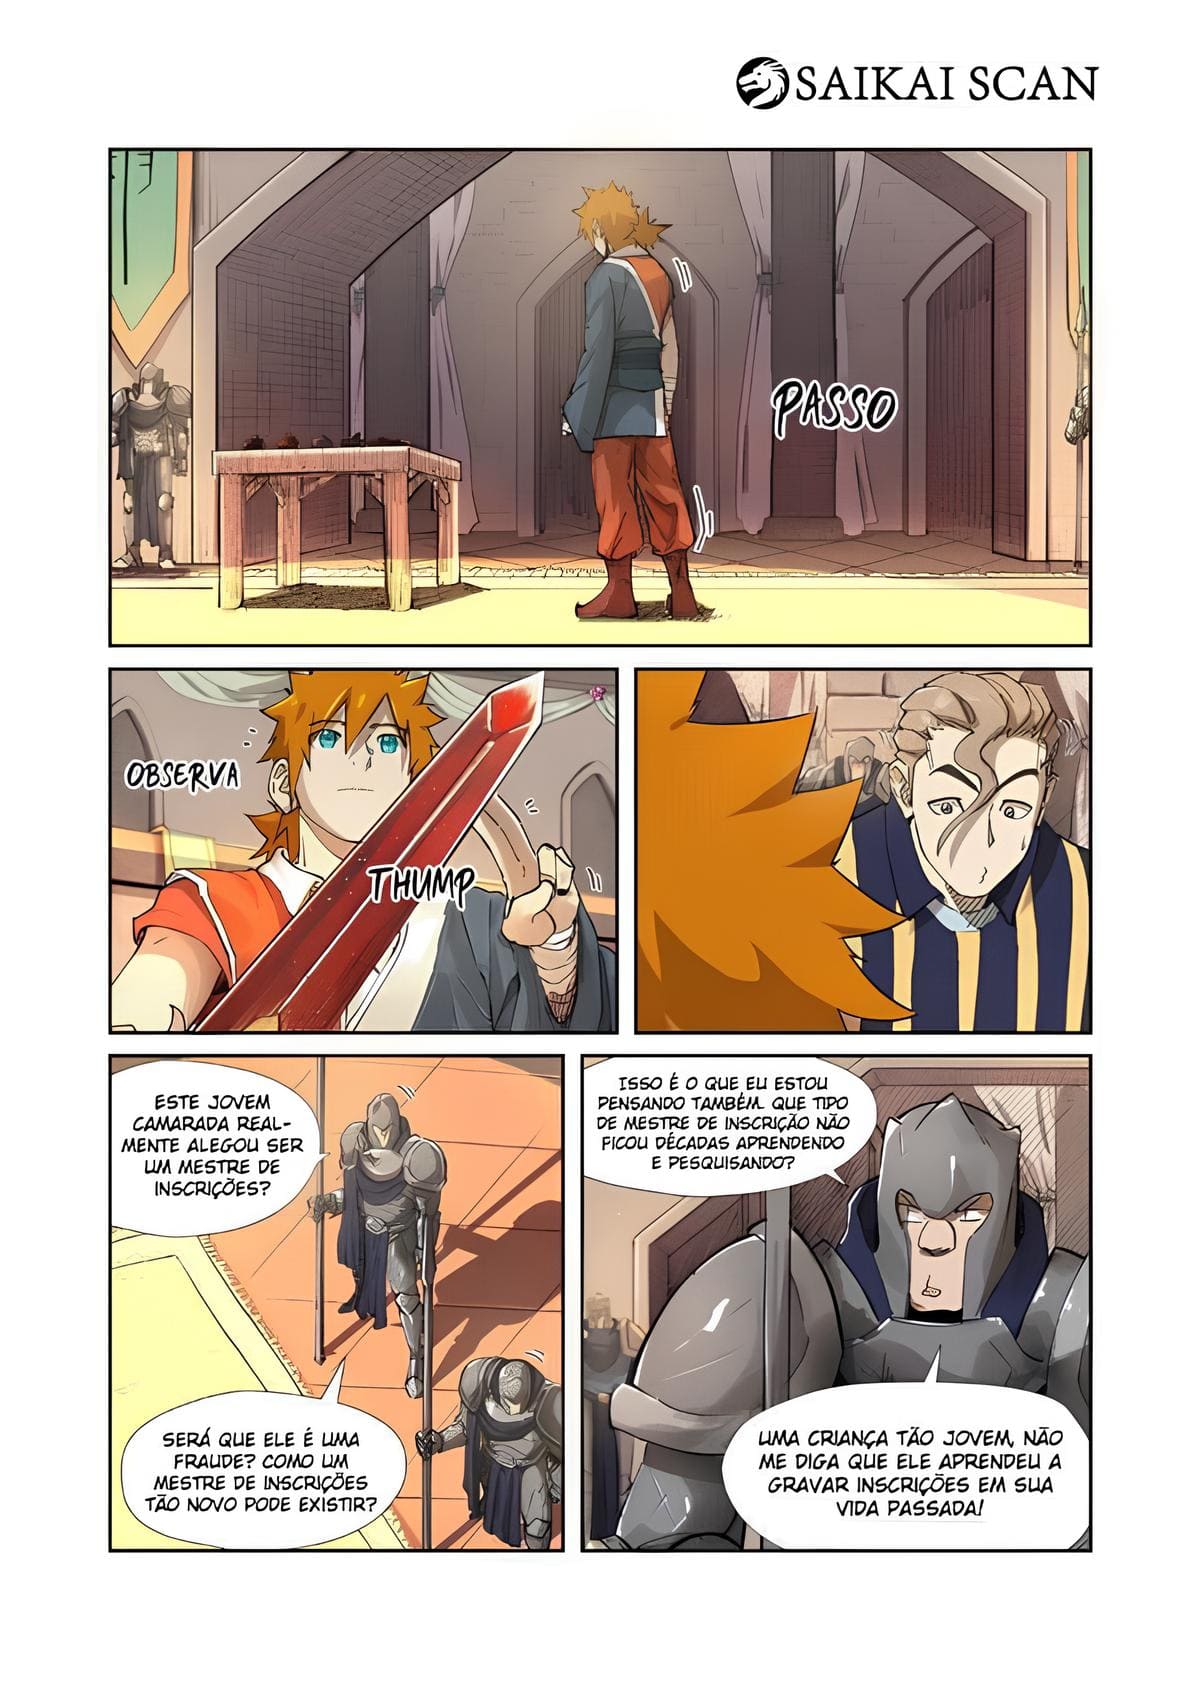 SAIKAI SCAN
PASSO
OBSERVA
THUMP
ESTE JOVEM
CAMARADA REAL-
MENTE ALEGOU SER
UM MESTRE DE
INSCRIÇÕES?
SERÁ QUE ELE É UMA
FRAUDE? COMO UM
MESTRE DE INSCRIÇÕES
TÃO NOVO PODE EXISTIR?
ISSO É O QUE EU ESTOU
PENSANDO TAMBÉM. QUE TIPO
DE MESTRE DE INSCRIÇÃO NÃO
FICOU DÉCADAS APRENDENDO
E PESQUISANDO?
UMA CRIANÇA TÃO JOVEM, NÃO
ME DIGA QUE ELE APRENDEU A
GRAVAR INSCRIÇÕES EM SUA
VIDA PASSADA!